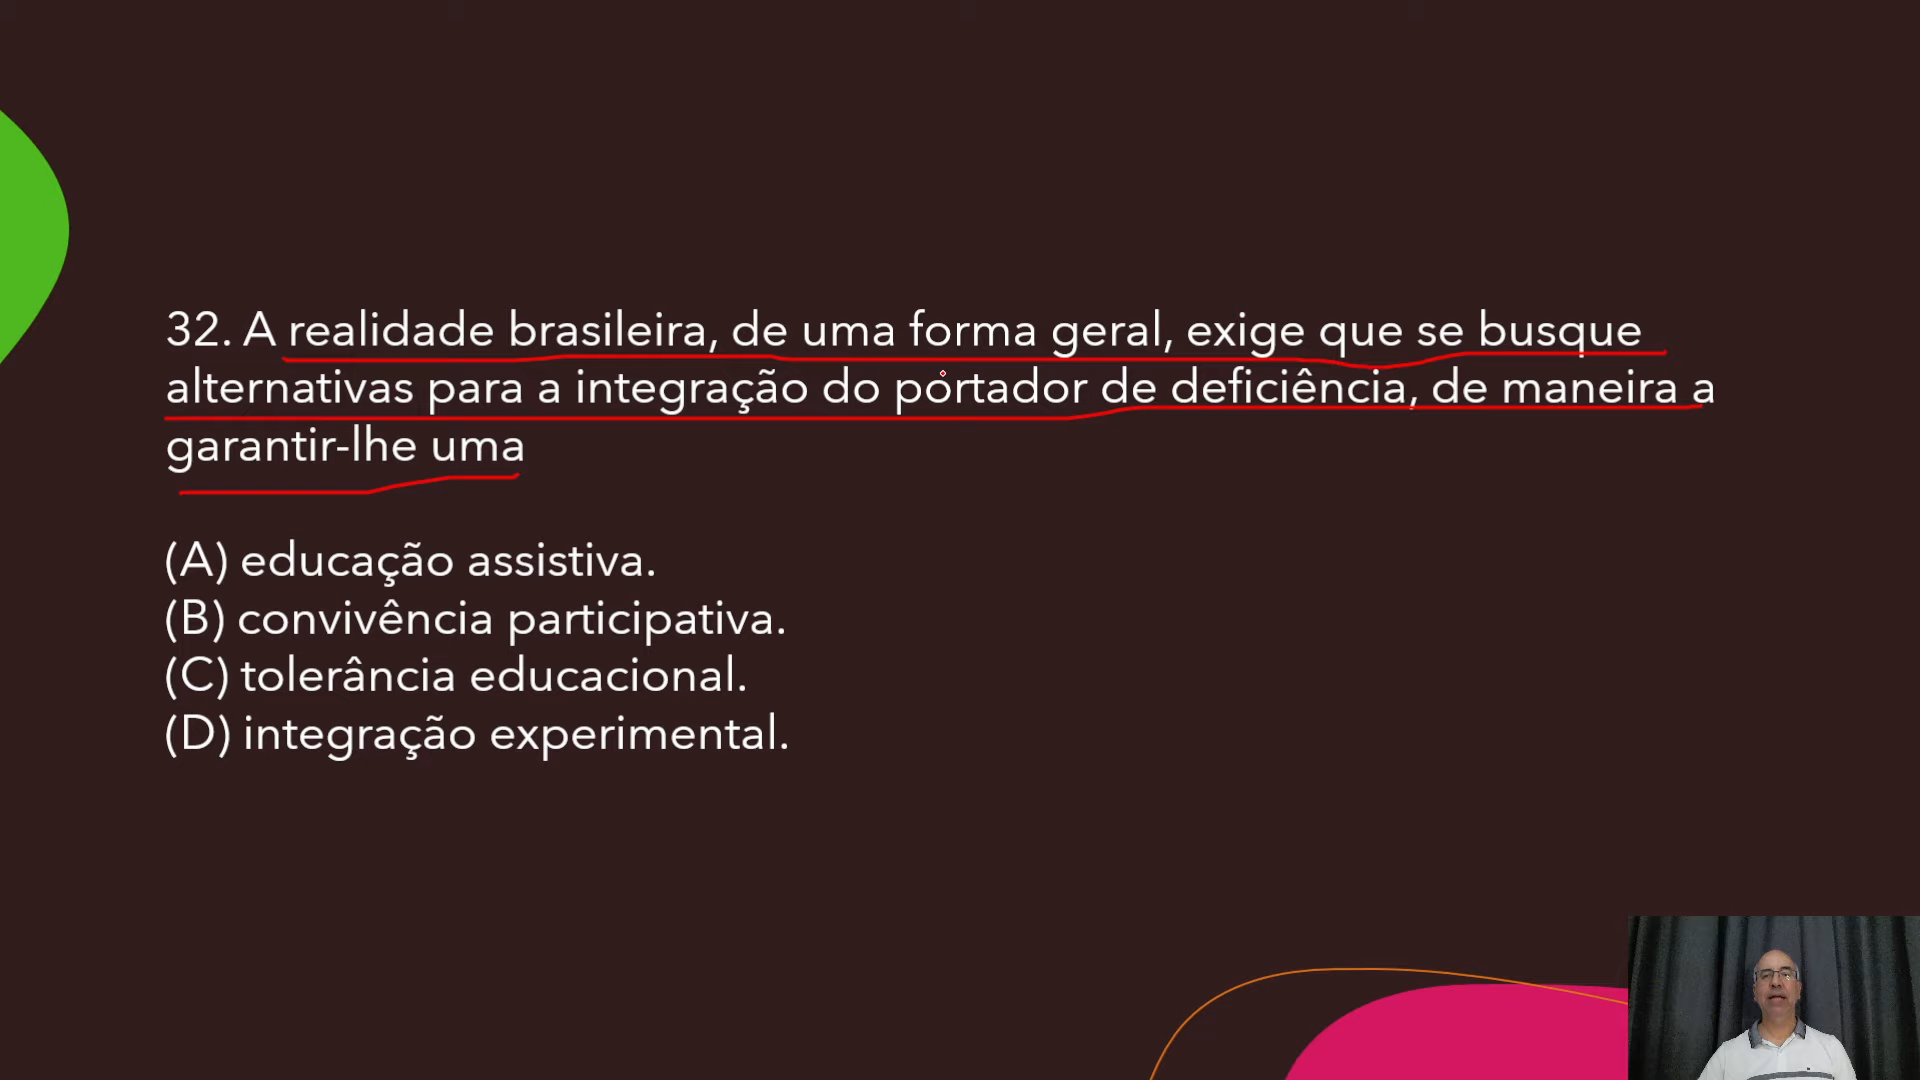 32. A realidade brasileira, de uma forma geral, exige que se busque
alternativas para a integração do portador de deficiência, de maneira a
garantir-lhe uma
(A) educação assistiva.
(B) convivência participativa.
(C) tolerância educacional.
(D) integração experimental.